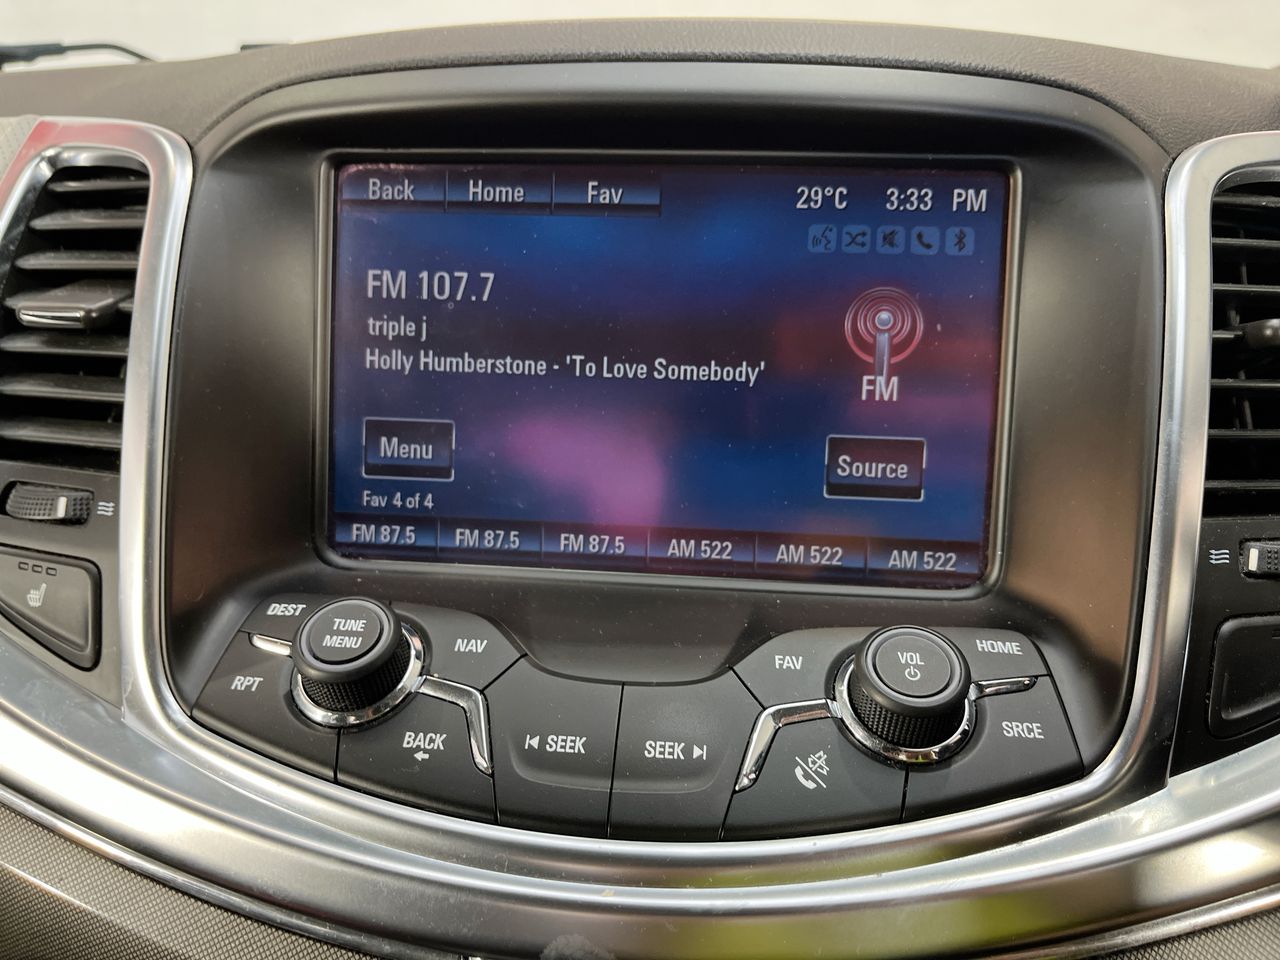 Back Home Fav 29°C 3:33 PM
FM 107.7
triple j
Holly Humberstone - 'To Love Somebody'
FM
Menu
Source
Fav 4 of 4
FM 87.5 FM 87.5 FM 87.5 AM 522 AM 522 AM 522
DEST
TUNE
MENU
NAV
RPT
BACK
SEEK
SEEK
FAV
VOL
HOME
SRCE